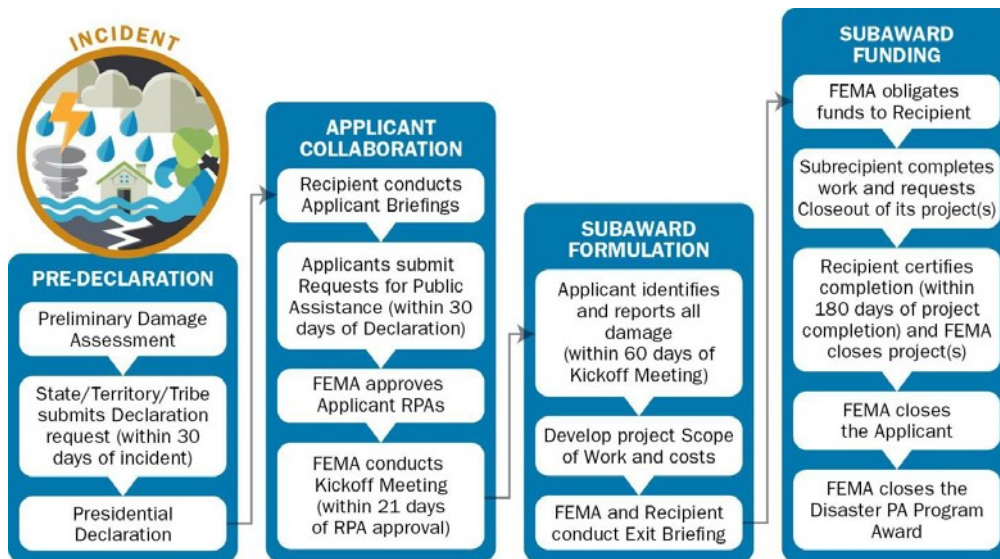 INCIDENT
PRE-DECLARATION
Preliminary Damage
Assessment
State/Territory/Tribe
submits Declaration
request (within 30
days of incident)
Presidential
Declaration
APPLICANT
COLLABORATION
Recipient conducts
Applicant Briefings
Applicants submit
Requests for Public
Assistance (within 30
days of Declaration)
FEMA approves
Applicant RPAs
FEMA conducts
Kickoff Meeting
(within 21 days
of RPA approval)
SUBAWARD
FORMULATION
Applicant identifies
and reports all
damage
(within 60 days of
Kickoff Meeting)
Develop project Scope
of Work and costs
FEMA and Recipient
conduct Exit Briefing
SUBAWARD
FUNDING
FEMA obligates
funds to Recipient
Subrecipient completes
work and requests
Closeout of its project(s)
Recipient certifies
completion (within
180 days of project
completion) and FEMA
closes project(s)
FEMA closes
the Applicant
FEMA closes the
Disaster PA Program
Award